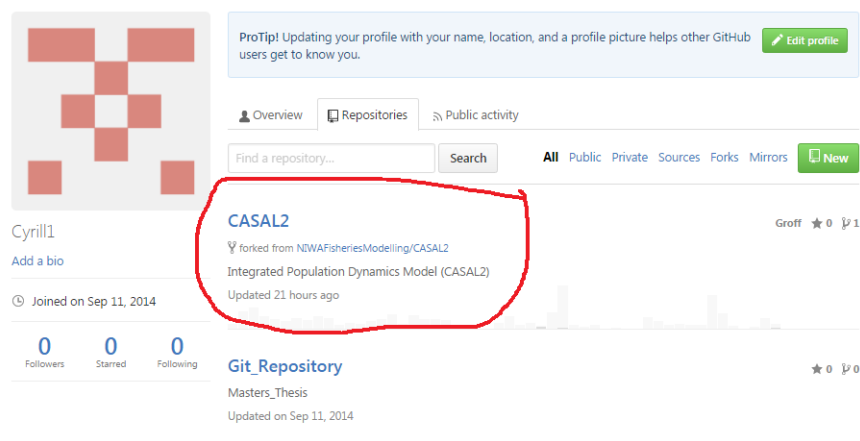 ProTip! Updating your profile with your name, location, and a profile picture helps other GitHub
users get to know you.
Edit profile
Overview
Repositories
Public activity
Find a repository...
Search
All Public Private Sources Forks Mirrors
New
CASAL2
Groff 0 1
forked from NIWAFisheriesModelling/CASAL2
Integrated Population Dynamics Model (CASAL2)
Updated 21 hours ago
Cyrill1
Add a bio
Joined on Sep 11, 2014
0 0 0
Followers Starred Following
Git_Repository
0 0
Masters_Thesis
Updated on Sep 11, 2014